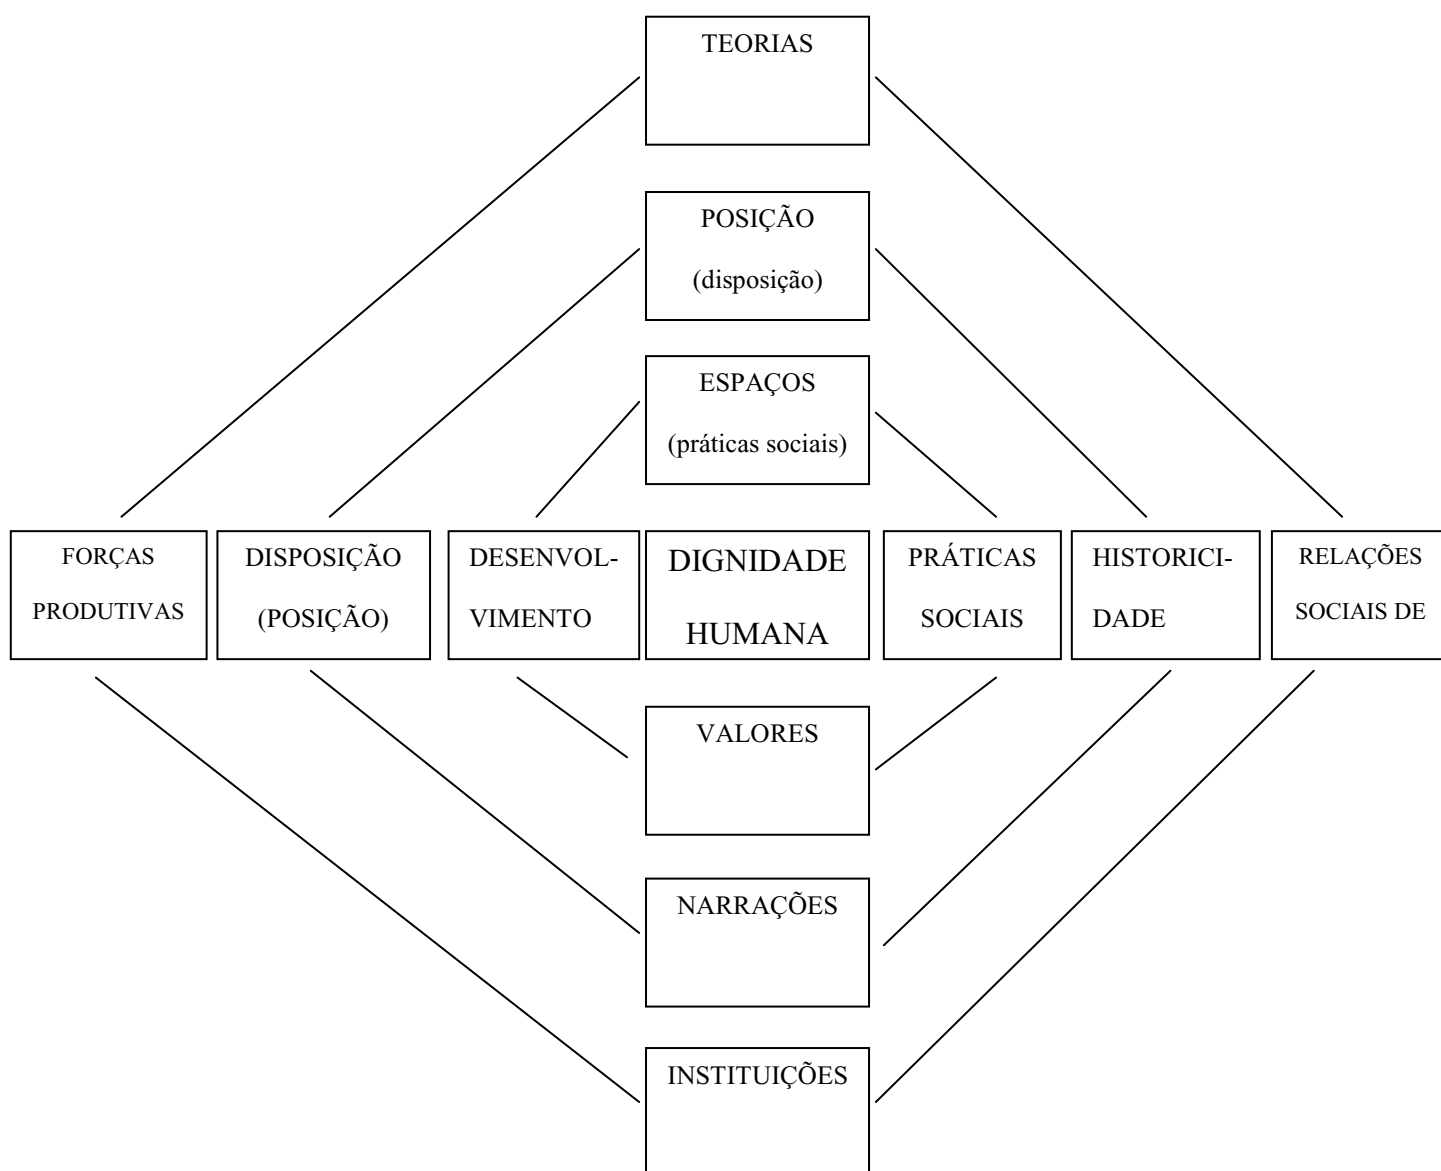 TEORIAS
POSIÇÃO
(disposição)
ESPAÇOS
(práticas sociais)
FORÇAS
PRODUTIVAS
DISPOSIÇÃO
(POSIÇÃO)
DESENVOL-
VIMENTO
DIGNIDADE
HUMANA
PRÁTICAS
SOCIAIS
HISTORICI-
DADE
RELAÇÕES
SOCIAIS DE
VALORES
NARRAÇÕES
INSTITUIÇÕES